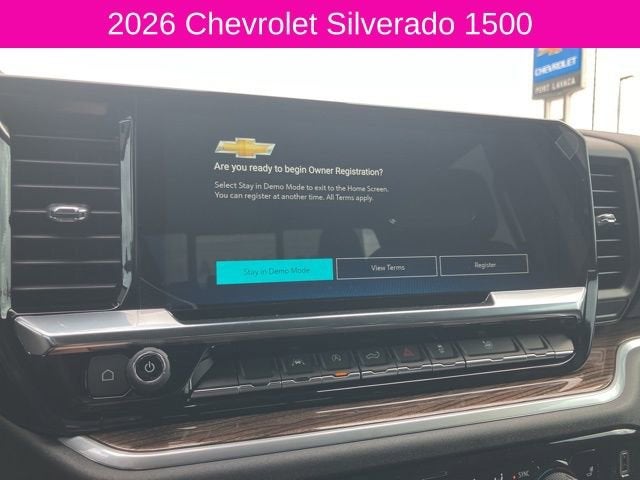 2026 Chevrolet Silverado 1500
CHEVROLET
PORT LAVACA
Are you ready to begin Owner Registration?
Select Stay in Demo Mode to exit to the Home Screen.
You can register at another time. All Terms apply.
Stay in Demo Mode
View Terms
Register
SYNC